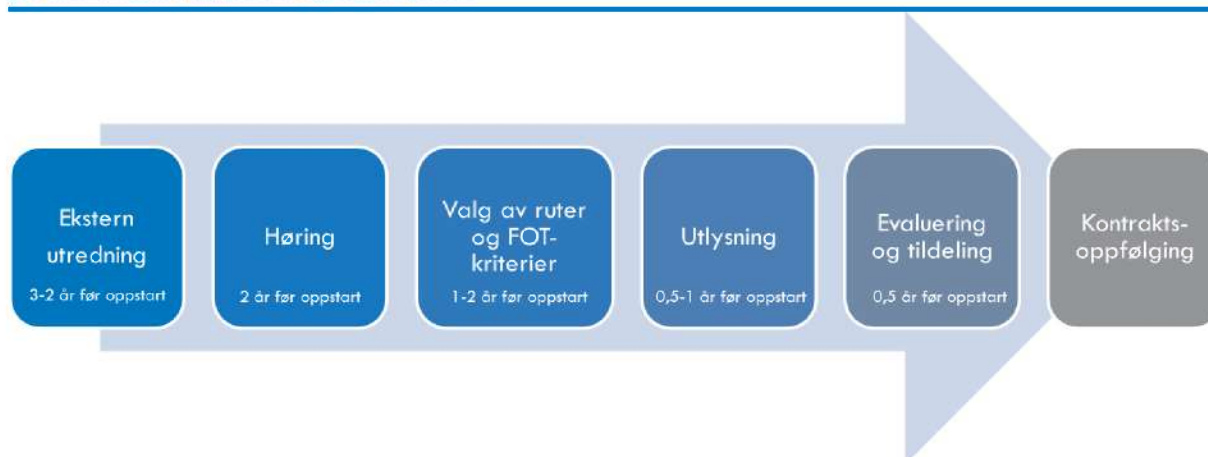 Ekstern
utredning
3-2 år før oppstart
Høring
2 år før oppstart
Valg av ruter
og FOT-
kriterier
1-2 år før oppstart
Utlysning
0,5-1 år før oppstart
Evaluering
og tildeling
0,5 år før oppstart
Kontrakts-
oppfølging